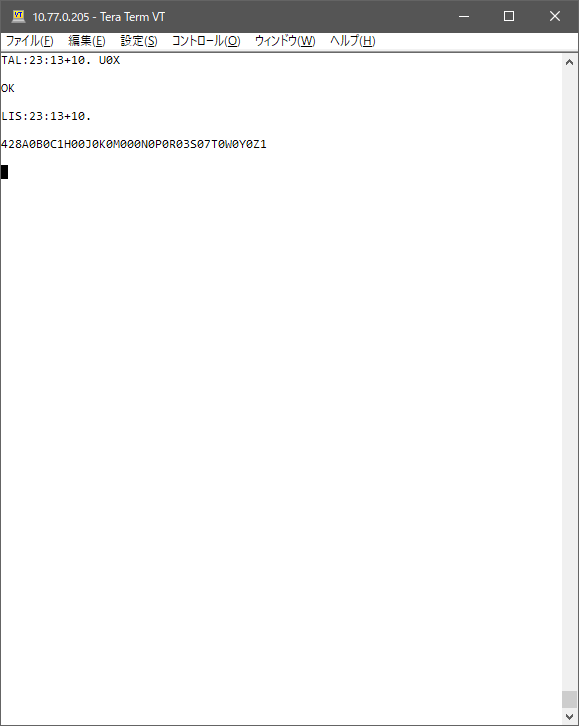 10.77.0.205 - Tera Term VT
ファイル(F) 編集(E) 設定(S) コントロール(O) ウィンドウ(W) ヘルプ(H)
TAL:23:13+10. U0X
OK
LIS:23:13+10.
428A0B0C1H00J0K0M000N0P0R03S07T0W0Y0Z1